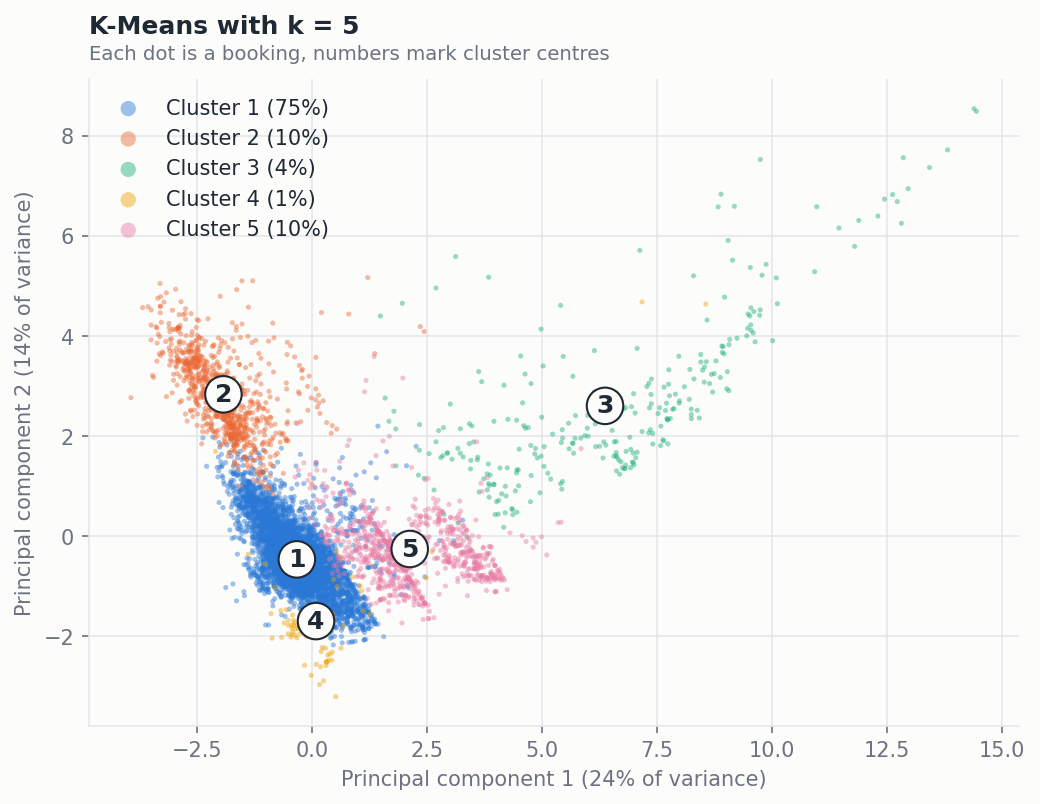 K-Means with k = 5
Each dot is a booking, numbers mark cluster centres
Cluster 1 (75%)
Cluster 2 (10%)
Cluster 3 (4%)
Cluster 4 (1%)
Cluster 5 (10%)
Principal component 2 (14% of variance)
8
6
4
2
0
−2
2
3
1
5
4
−2.5 0.0 2.5 5.0 7.5 10.0 12.5 15.0
Principal component 1 (24% of variance)